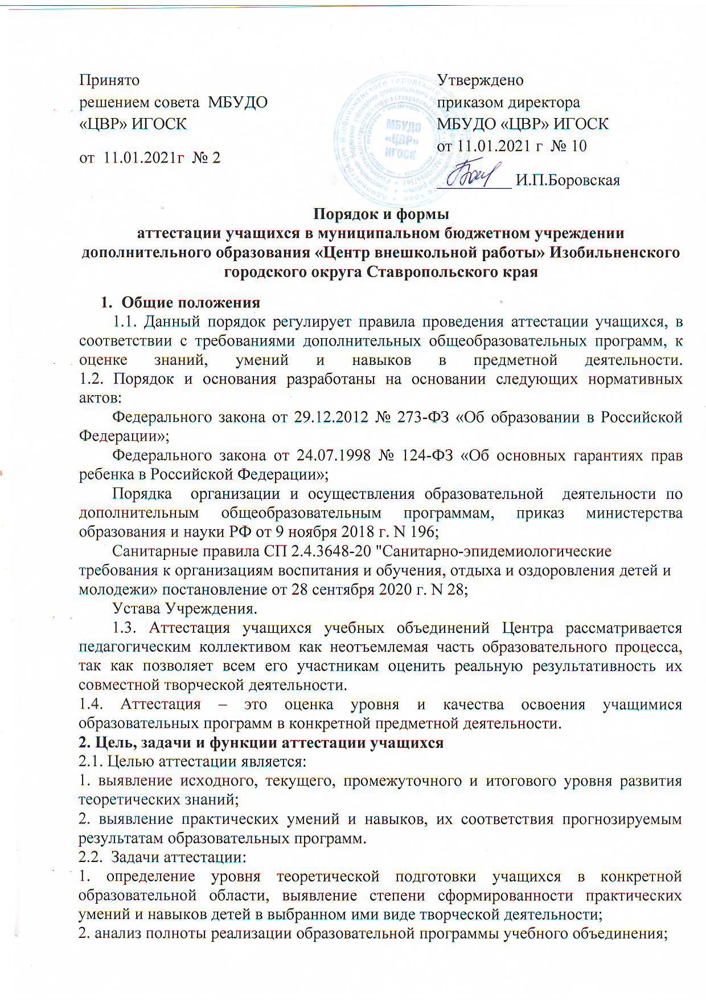 Принято
решением совета МБУДО
«ЦВР» ИГОСК
от 11.01.2021г № 2
Утверждено
приказом директора
МБУДО «ЦВР» ИГОСК
от 11.01.2021 г № 10
И.П.Боровская
МБУДО
«ЦВР»
ИГОСК
Порядок и формы
аттестации учащихся в муниципальном бюджетном учреждении
дополнительного образования «Центр внешкольной работы» Изобильненского
городского округа Ставропольского края
1. Общие положения
1.1. Данный порядок регулирует правила проведения аттестации учащихся, в
соответствии с требованиями дополнительных общеобразовательных программ, к
оценке знаний, умений и навыков в предметной деятельности.
1.2. Порядок и основания разработаны на основании следующих нормативных
актов:
Федерального закона от 29.12.2012 № 273-ФЗ «Об образовании в Российской
Федерации»;
Федерального закона от 24.07.1998 № 124-ФЗ «Об основных гарантиях прав
ребенка в Российской Федерации»;
Порядка организации и осуществления образовательной деятельности по
дополнительным общеобразовательным программам, приказ министерства
образования и науки РФ от 9 ноября 2018 г. N 196;
Санитарные правила СП 2.4.3648-20 "Санитарно-эпидемиологические
требования к организациям воспитания и обучения, отдыха и оздоровления детей и
молодежи» постановление от 28 сентября 2020 г. N 28;
Устава Учреждения.
1.3. Аттестация учащихся учебных объединений Центра рассматривается
педагогическим коллективом как неотъемлемая часть образовательного процесса,
так как позволяет всем его участникам оценить реальную результативность их
совместной творческой деятельности.
1.4. Аттестация – это оценка уровня и качества освоения учащимися
образовательных программ в конкретной предметной деятельности.
2. Цель, задачи и функции аттестации учащихся
2.1. Целью аттестации является:
1. выявление исходного, текущего, промежуточного и итогового уровня развития
теоретических знаний;
2. выявление практических умений и навыков, их соответствия прогнозируемым
результатам образовательных программ.
2.2. Задачи аттестации:
1. определение уровня теоретической подготовки учащихся в конкретной
образовательной области, выявление степени сформированности практических
умений и навыков детей в выбранном ими виде творческой деятельности;
2. анализ полноты реализации образовательной программы учебного объединения;